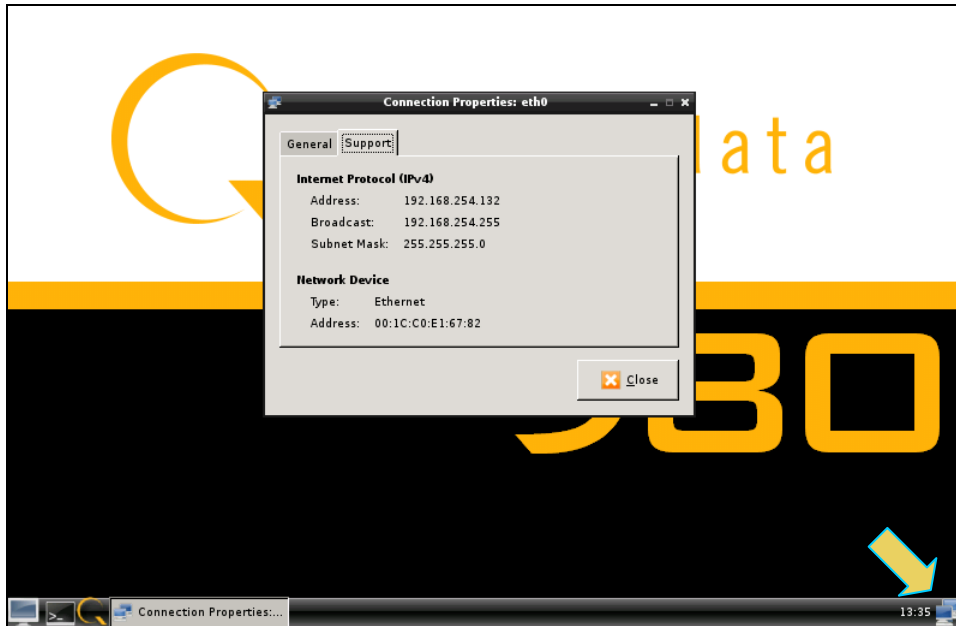 Connection Properties: eth0
General Support
Internet Protocol (IPv4)
Address: 192.168.254.132
Broadcast: 192.168.254.255
Subnet Mask: 255.255.255.0
Network Device
Type: Ethernet
Address: 00:1C:C0:E1:67:82
Close
ata
980
Connection Properties:...
13:35